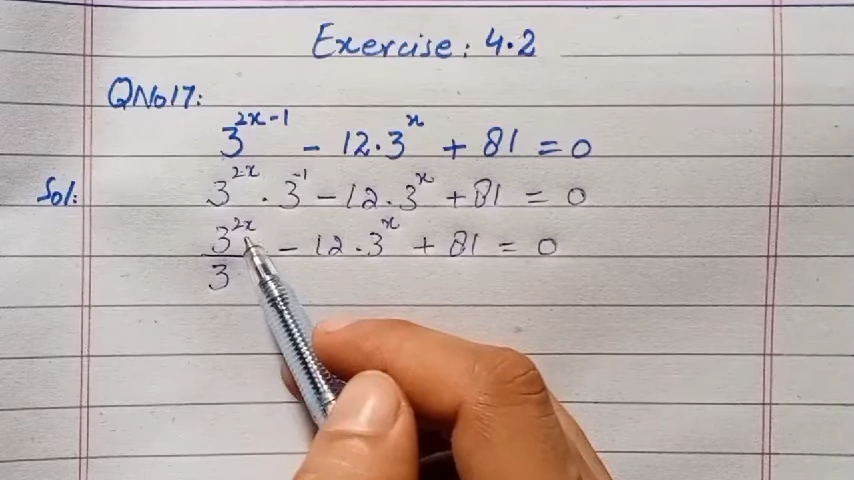 Exercise: 4.2
QNo17:
3^{2x-1} - 12.3^x + 81 = 0
Sol: 3^{2x} . 3^{-1} - 12.3^x + 81 = 0
3^{2x}/3 - 12.3^x + 81 = 0